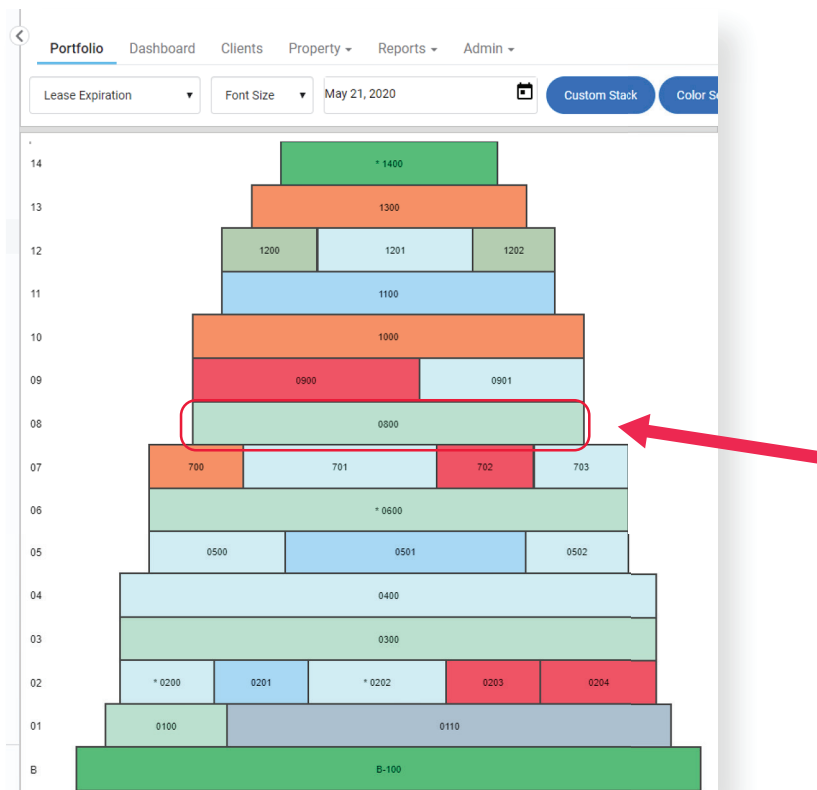 Portfolio Dashboard Clients Property Reports Admin
Lease Expiration Font Size May 21, 2020 Custom Stack Color S
14 * 1400
13 1300
12 1200 1201 1202
11 1100
10 1000
09 0900 0901
08 0800
07 700 701 702 703
06 * 0600
05 0500 0501 0502
04 0400
03 0300
02 * 0200 0201 * 0202 0203 0204
01 0100 0110
B B-100